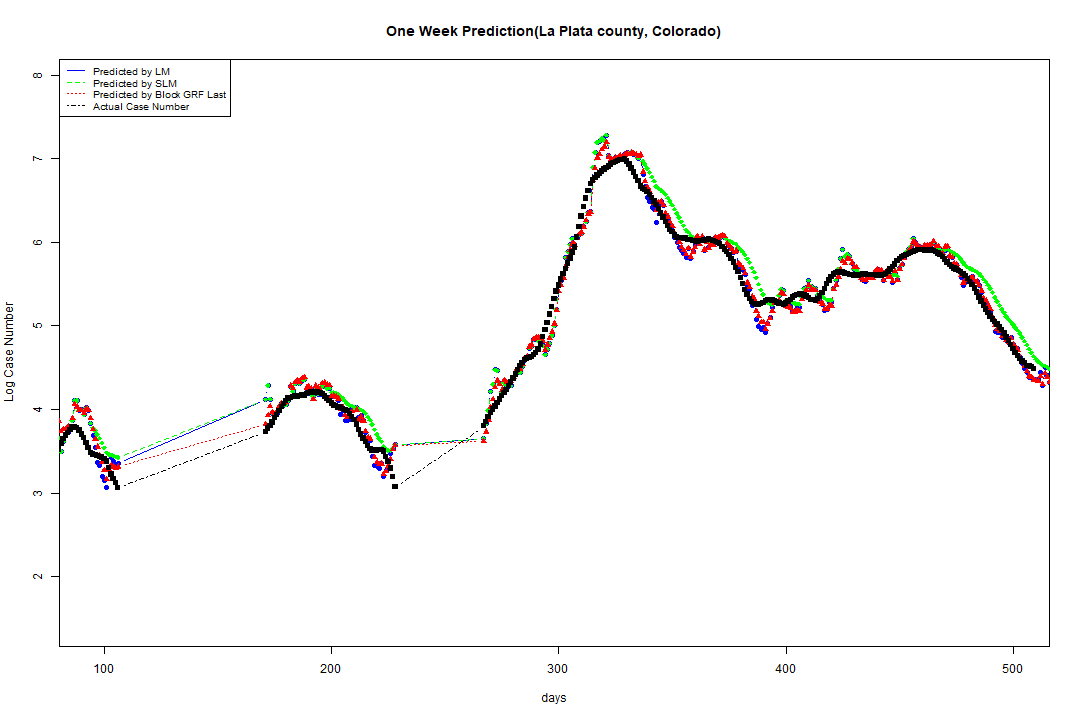 One Week Prediction(La Plata county, Colorado)
Predicted by LM
Predicted by SLM
Predicted by Block GRF Last
Actual Case Number
8
7
6
5
4
3
2
Log Case Number
100 200 300 400 500
days